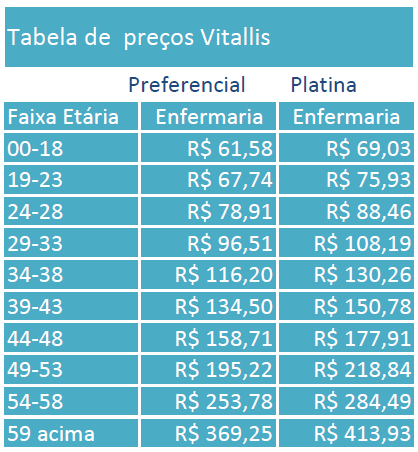 Tabela de  preços Vitallis
Preferencial Platina
Faixa Etária Enfermaria Enfermaria
00-18 R$ 61,58 R$ 69,03
19-23 R$ 67,74 R$ 75,93
24-28 R$ 78,91 R$ 88,46
29-33 R$ 96,51 R$ 108,19
34-38 R$ 116,20 R$ 130,26
39-43 R$ 134,50 R$ 150,78
44-48 R$ 158,71 R$ 177,91
49-53 R$ 195,22 R$ 218,84
54-58 R$ 253,78 R$ 284,49
59 acima R$ 369,25 R$ 413,93